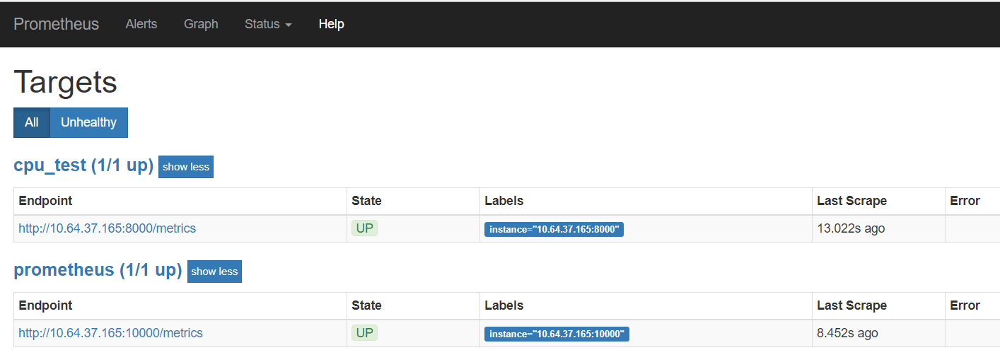 Prometheus Alerts Graph Status Help
Targets
All Unhealthy
cpu_test (1/1 up) show less
Endpoint State Labels Last Scrape Error
http://10.64.37.165:8000/metrics UP instance="10.64.37.165:8000" 13.022s ago
prometheus (1/1 up) show less
Endpoint State Labels Last Scrape Error
http://10.64.37.165:10000/metrics UP instance="10.64.37.165:10000" 8.452s ago